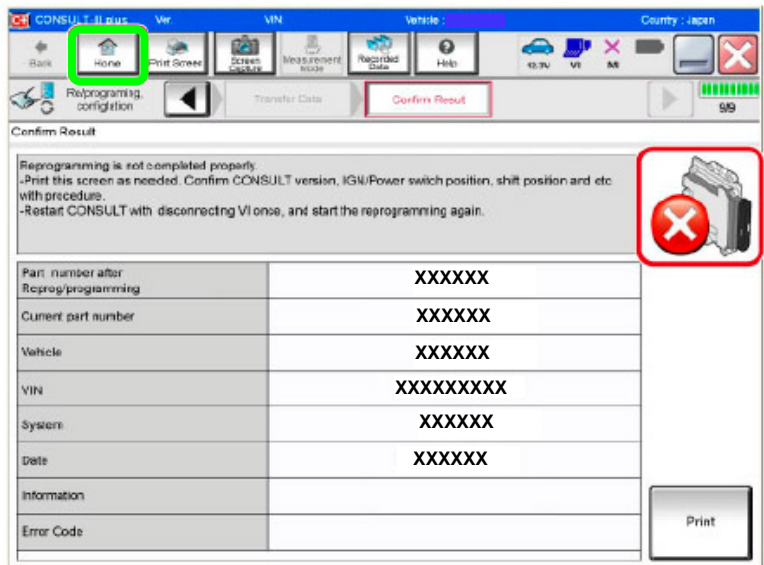 CONSULT-III plus Ver. VIN Vehicle : Country : Japan
Back Home Print Screen Screen Capture Measurement Mode Recorded Data Help 12.3V VI MI
Re/programing, configlation Transfer Data Confirm Result 9/9
Confirm Result
Reprogramming is not completed properly.
-Print this screen as needed. Confirm CONSULT version, IGN/Power switch position, shift position and etc
with procedure.
-Restart CONSULT with disconnecting VI once, and start the reprogramming again.
Part number after
Reprog/programming XXXXXX
Current part number XXXXXX
Vehicle XXXXXX
VIN XXXXXXXXX
System XXXXXX
Date XXXXXX
Information
Error Code
Print